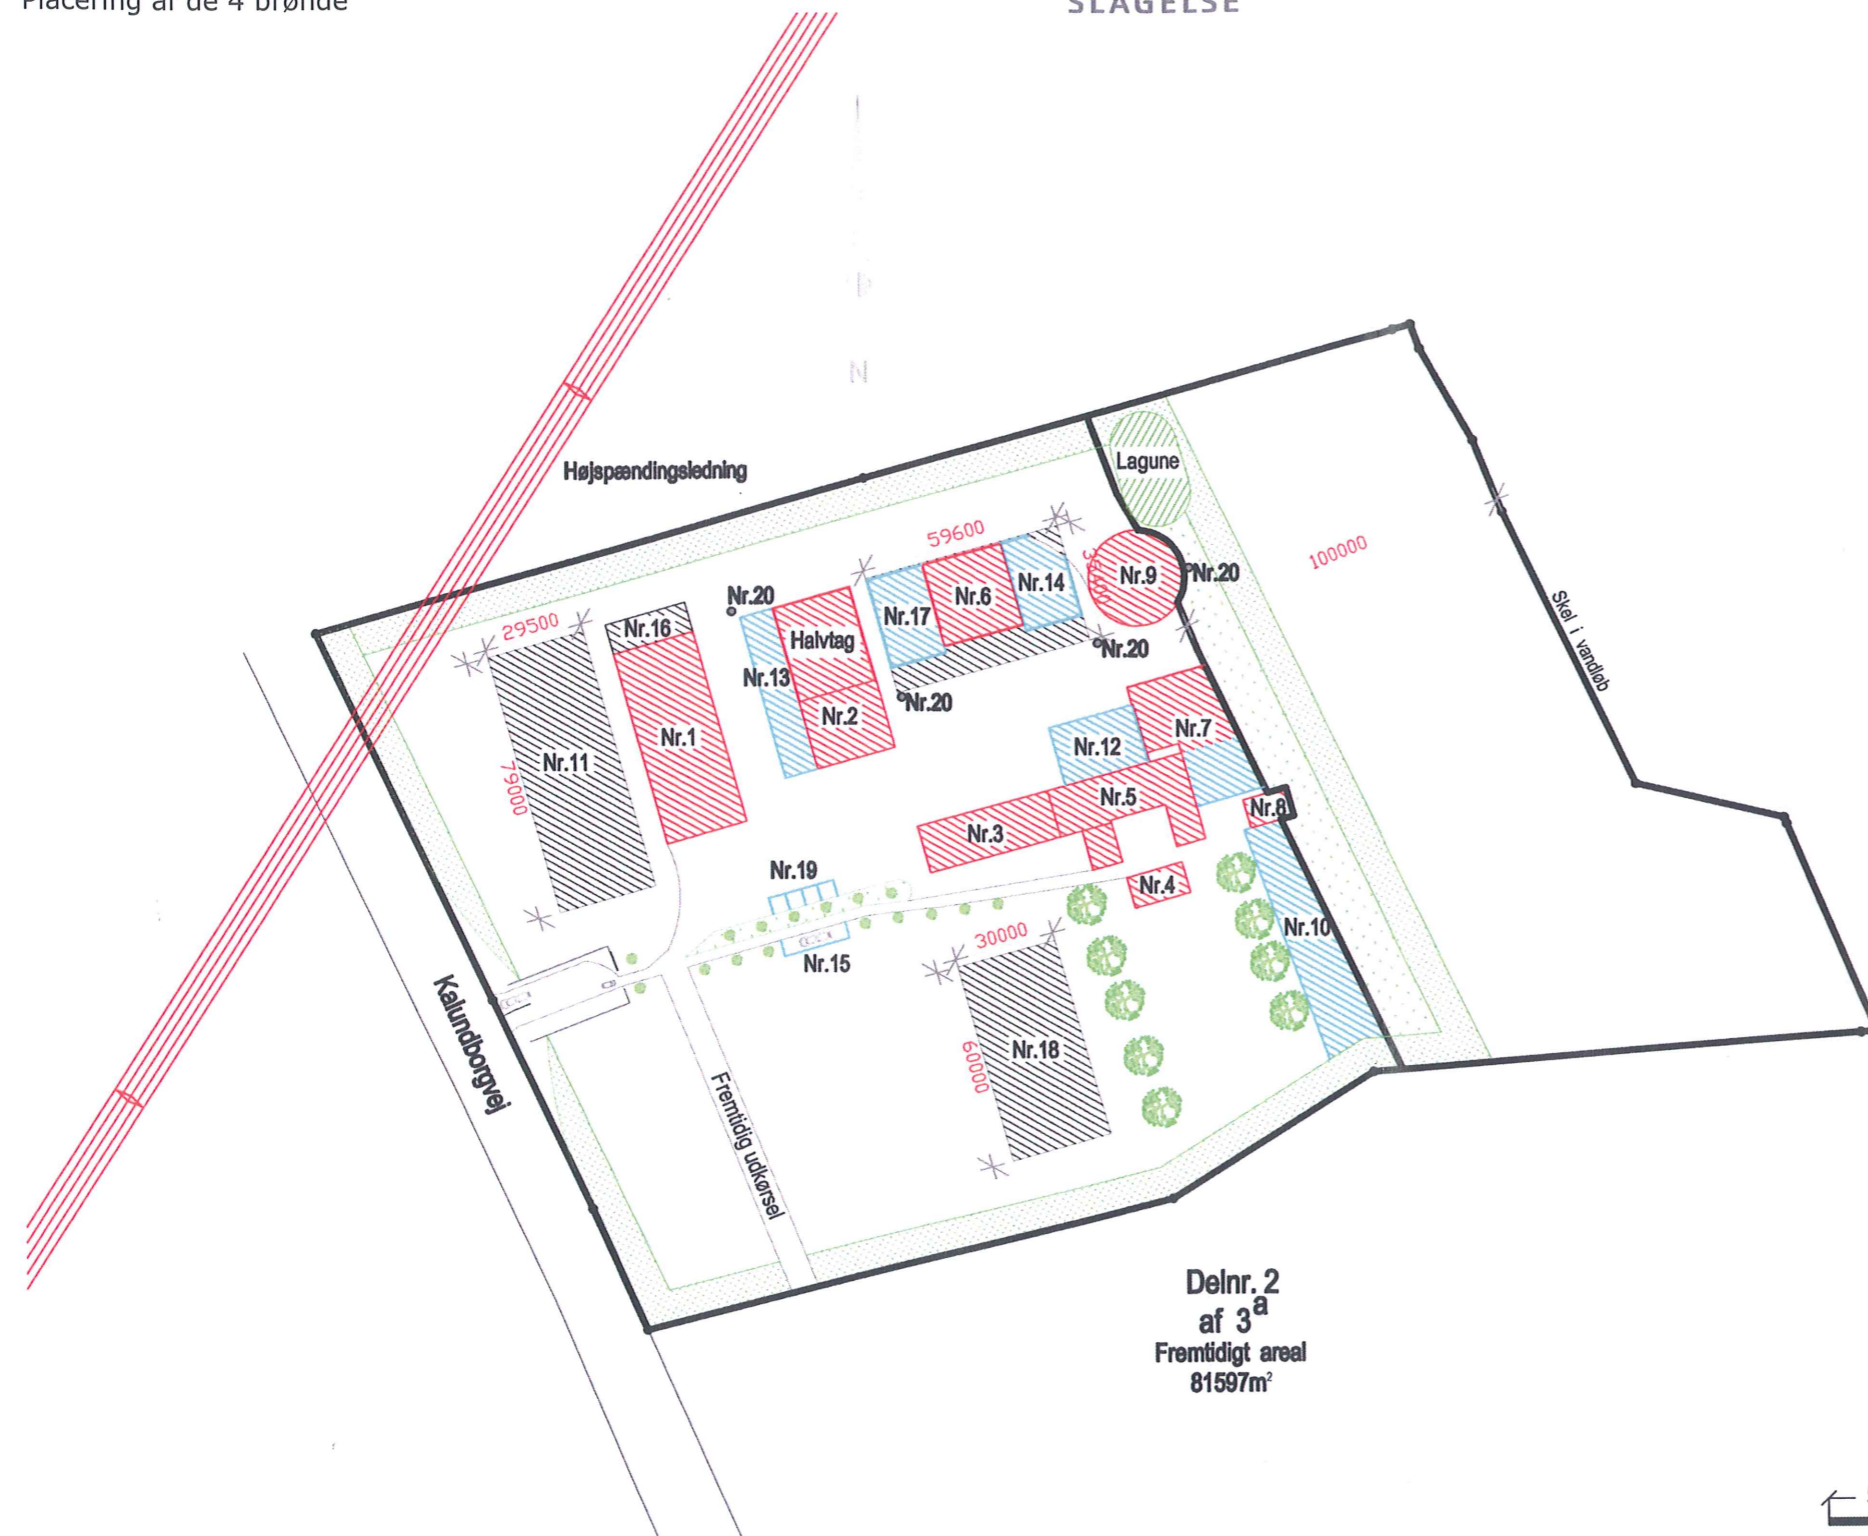 Placering af de 4 brønde
SLAGELSE
N
Højspændingsledning
Lagune
59600
100000
Nr.9
Nr.20
Nr.14
Nr.6
Nr.17
Nr.20
29500
Nr.16
Halvtag
Skel i vandløb
Nr.20
Nr.13
Nr.20
Nr.2
Nr.7
Nr.1
Nr.12
Nr.11
79000
Nr.5
Nr.8
Nr.3
Nr.19
Nr.4
Nr.10
30000
Nr.15
Kalundborgvej
Nr.18
60000
Fremtidig udkørsel
Delnr. 2
af 3a
Fremtidigt areal
81597m²